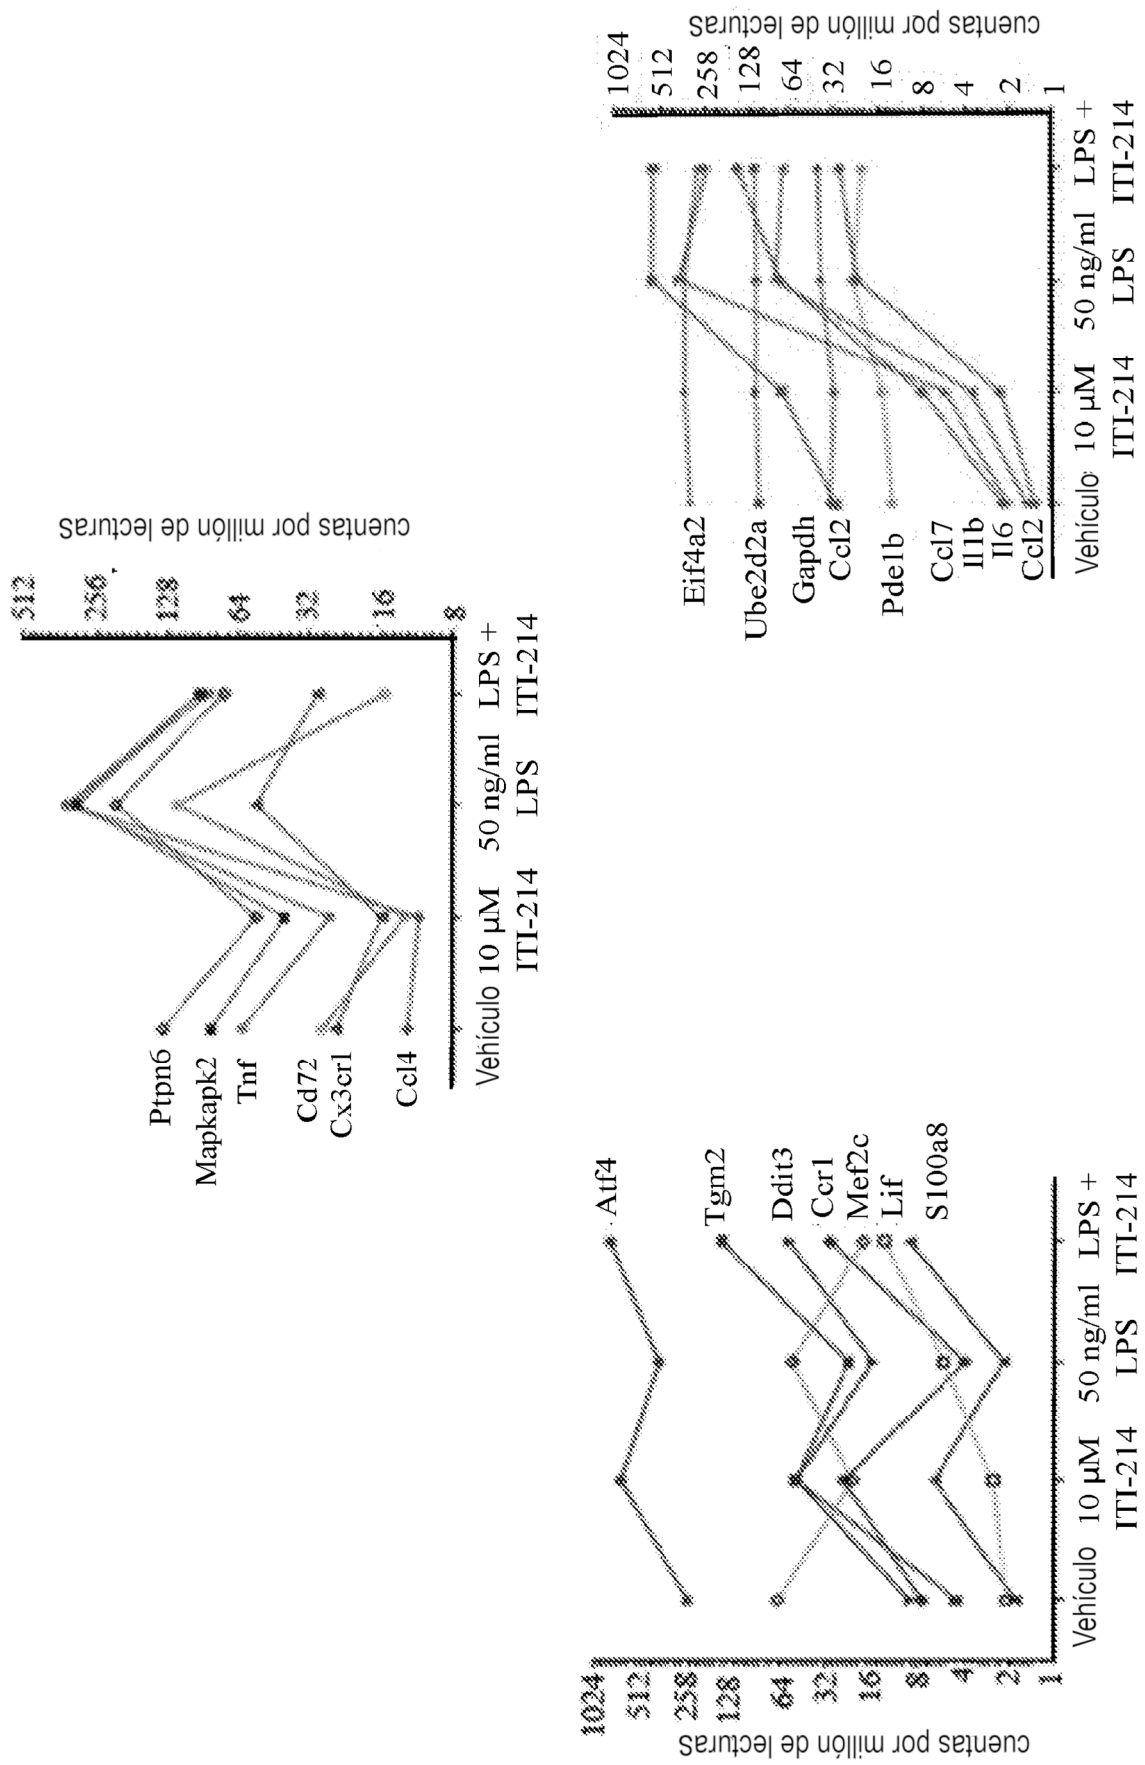 cuentas por millón de lecturas
512
256
128
64
32
16
8
Ptpn6
Mapkapk2
Tnf
Cd72
Cx3cr1
Ccl4
Vehículo 10 µM 50 ng/ml LPS +
ITI-214 LPS ITI-214
cuentas por millón de lecturas
1024
512
258
128
64
32
16
8
4
2
1
Atf4
Tgm2
Ddit3
Ccr1
Mef2c
Lif
S100a8
Vehículo 10 µM 50 ng/ml LPS +
ITI-214 LPS ITI-214
cuentas por millón de lecturas
1024
512
258
128
64
32
16
8
4
2
1
Eif4a2
Ube2d2a
Gapdh
Ccl2
Pde1b
Ccl7
Il1b
Il6
Ccl2
Vehículo 10 µM 50 ng/ml LPS +
ITI-214 LPS ITI-214